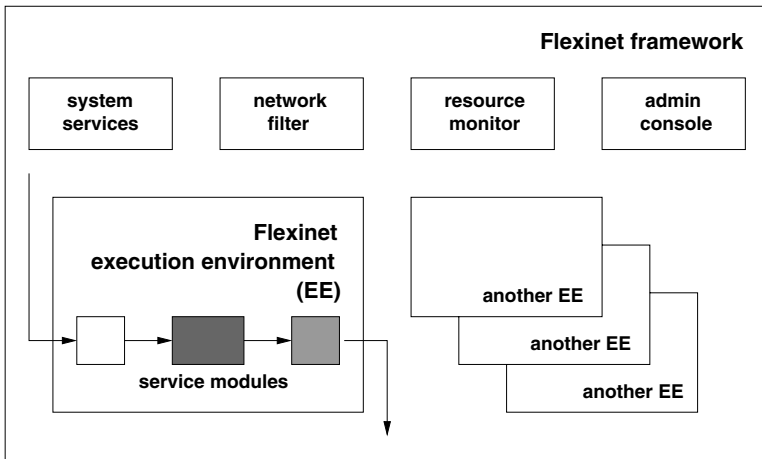 Flexinet framework
system
services
network
filter
resource
monitor
admin
console
Flexinet
execution environment
(EE)
service modules
another EE
another EE
another EE